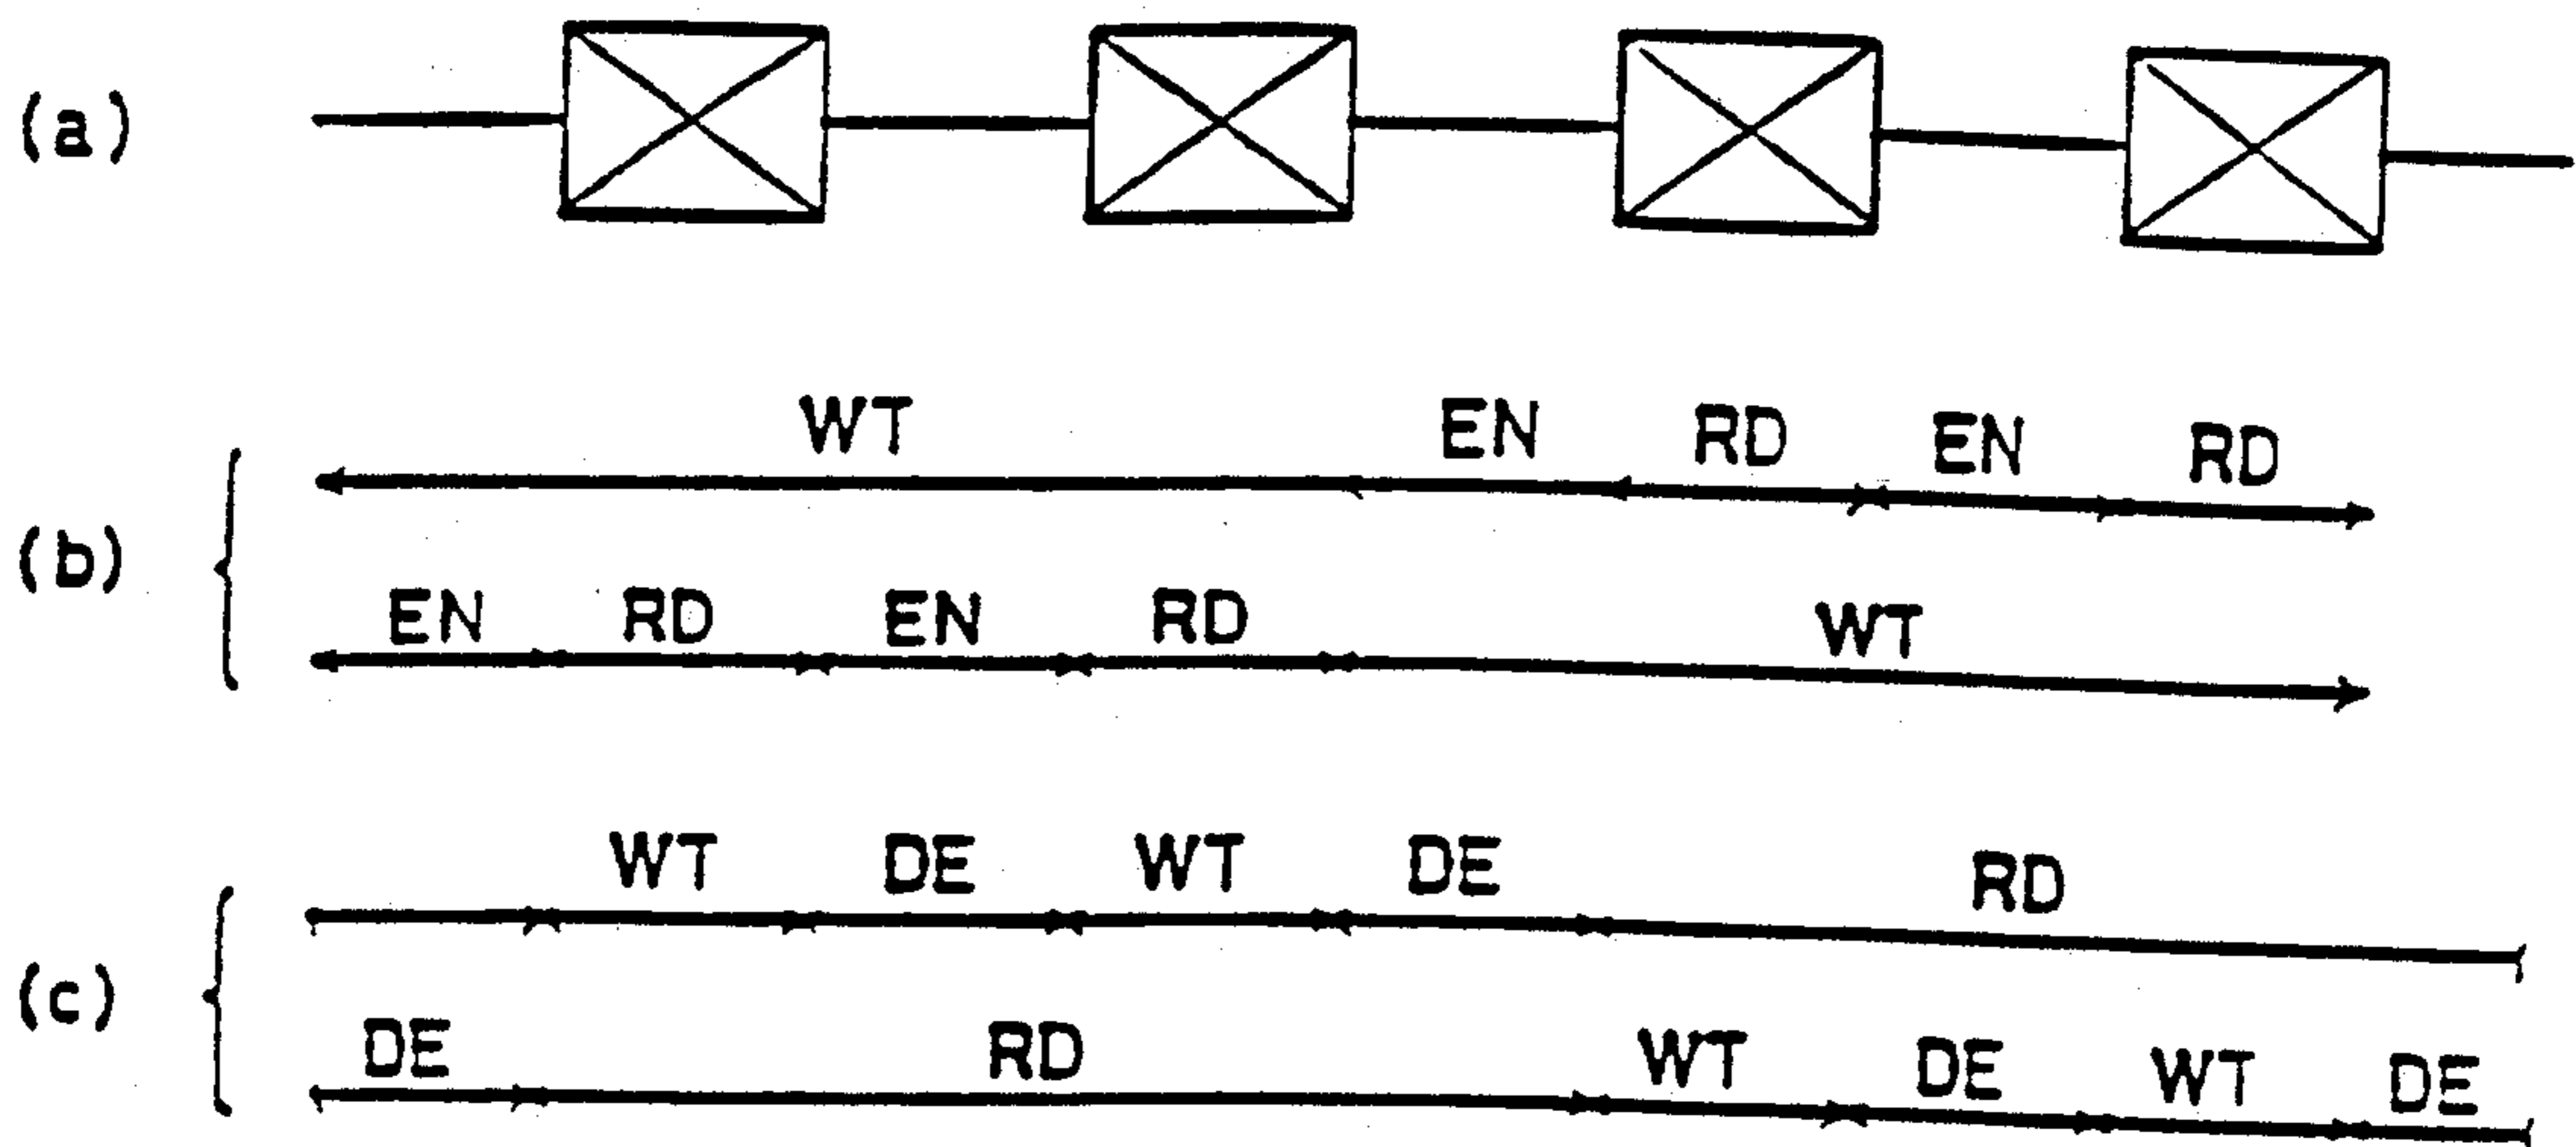 (a)
WT EN RD EN RD
(b)
EN RD EN RD WT
WT DE WT DE RD
(c)
DE RD WT DE WT DE